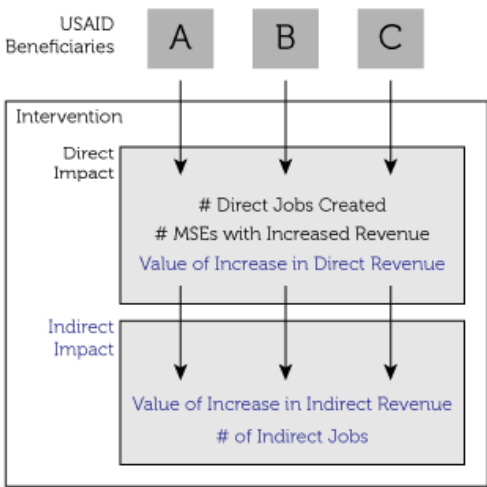 USAID
Beneficiaries
A
B
C
Intervention
Direct
Impact
# Direct Jobs Created
# MSEs with Increased Revenue
Value of Increase in Direct Revenue
Indirect
Impact
Value of Increase in Indirect Revenue
# of Indirect Jobs